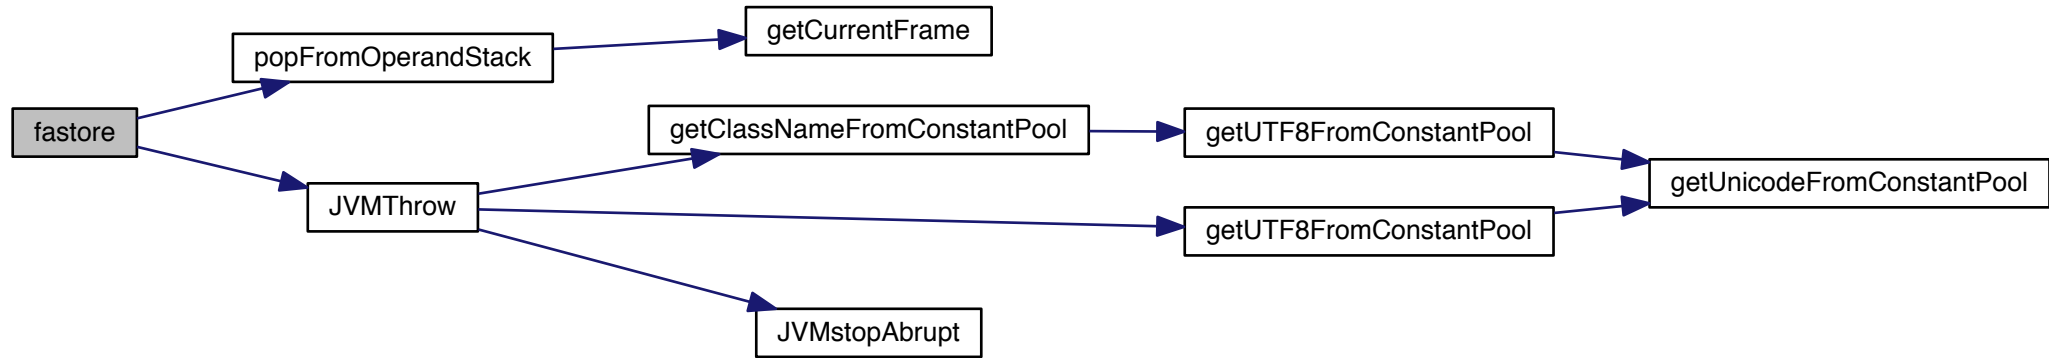 fastore
popFromOperandStack
getCurrentFrame
JVMThrow
getClassNameFromConstantPool
getUTF8FromConstantPool
getUTF8FromConstantPool
getUnicodeFromConstantPool
JVMstopAbrupt